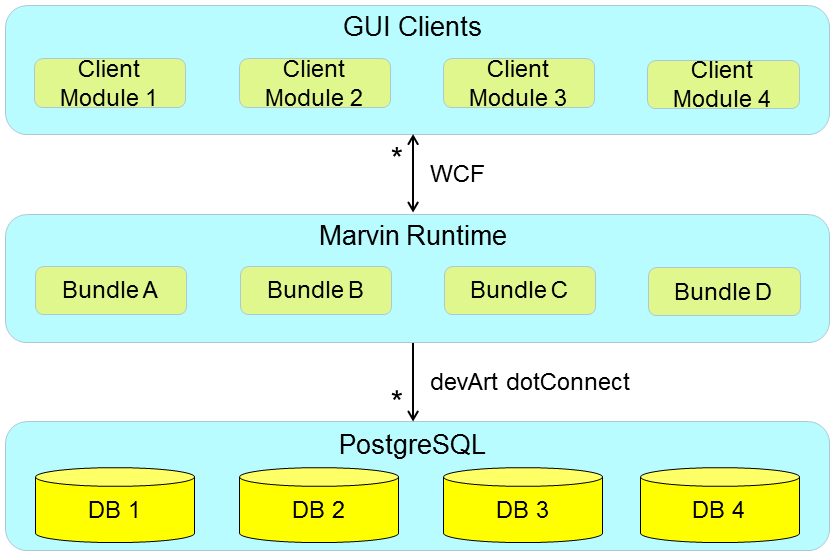 GUI Clients
Client
Module 1
Client
Module 2
Client
Module 3
Client
Module 4
*
WCF
Marvin Runtime
Bundle A
Bundle B
Bundle C
Bundle D
devArt dotConnect
*
PostgreSQL
DB 1
DB 2
DB 3
DB 4